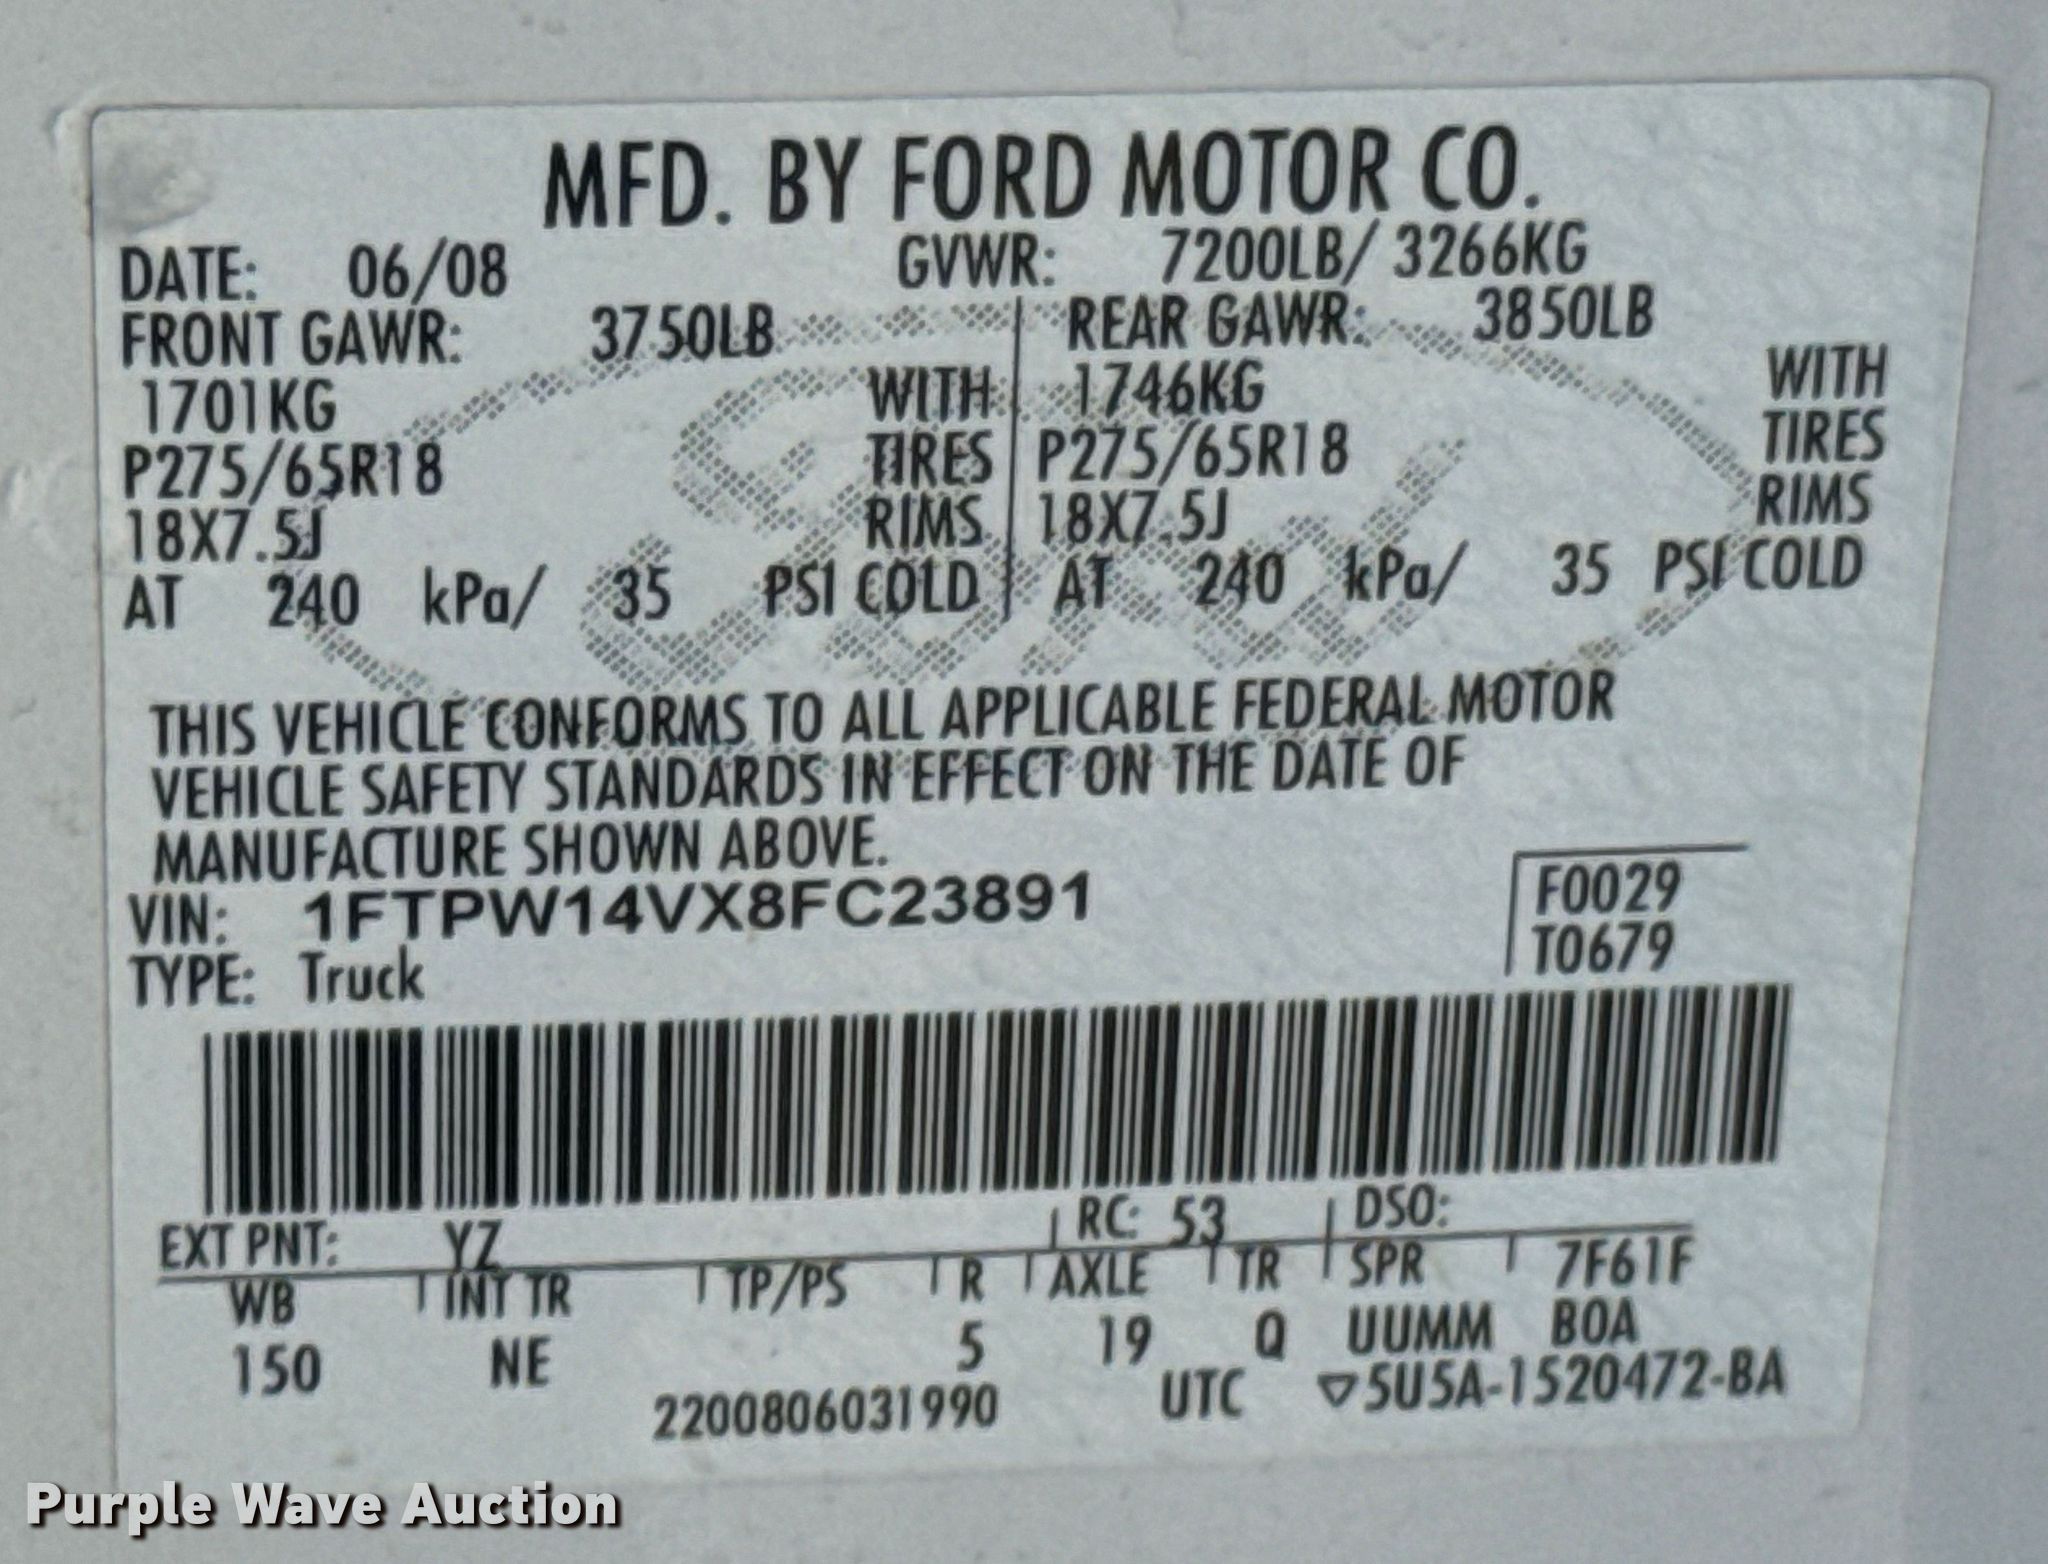 MFD. BY FORD MOTOR CO.
DATE: 06/08 GVWR: 7200LB/ 3266KG
FRONT GAWR: 3750LB REAR GAWR: 3850LB
1701KG WITH 1746KG WITH
P275/65R18 TIRES P275/65R18 TIRES
18X7.5J RIMS 18X7.5J RIMS
AT 240 kPa/ 35 PSI COLD AT 240 kPa/ 35 PSI COLD
THIS VEHICLE CONFORMS TO ALL APPLICABLE FEDERAL MOTOR
VEHICLE SAFETY STANDARDS IN EFFECT ON THE DATE OF
MANUFACTURE SHOWN ABOVE.
VIN: 1FTPW14VX8FC23891 F0029
TYPE: Truck T0679
EXT PNT: YZ RC: 53 DSO:
WB INT TR TP/PS R AXLE TR SPR 7F61F
150 NE 5 19 Q UUMM BOA
2200806031990 UTC ▽5U5A-1520472-BA
Ford
Purple Wave Auction